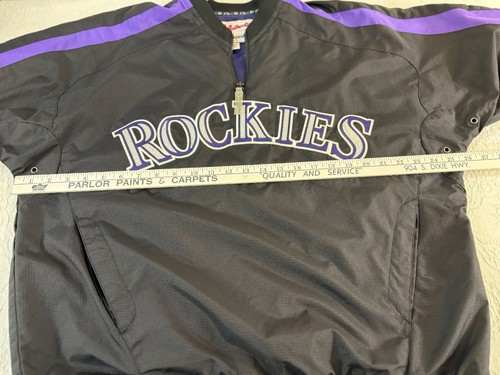 ROCKIES
PARLOR PAINTS & CARPETS "QUALITY AND SERVICE" 904 S. DIXIE HWY.